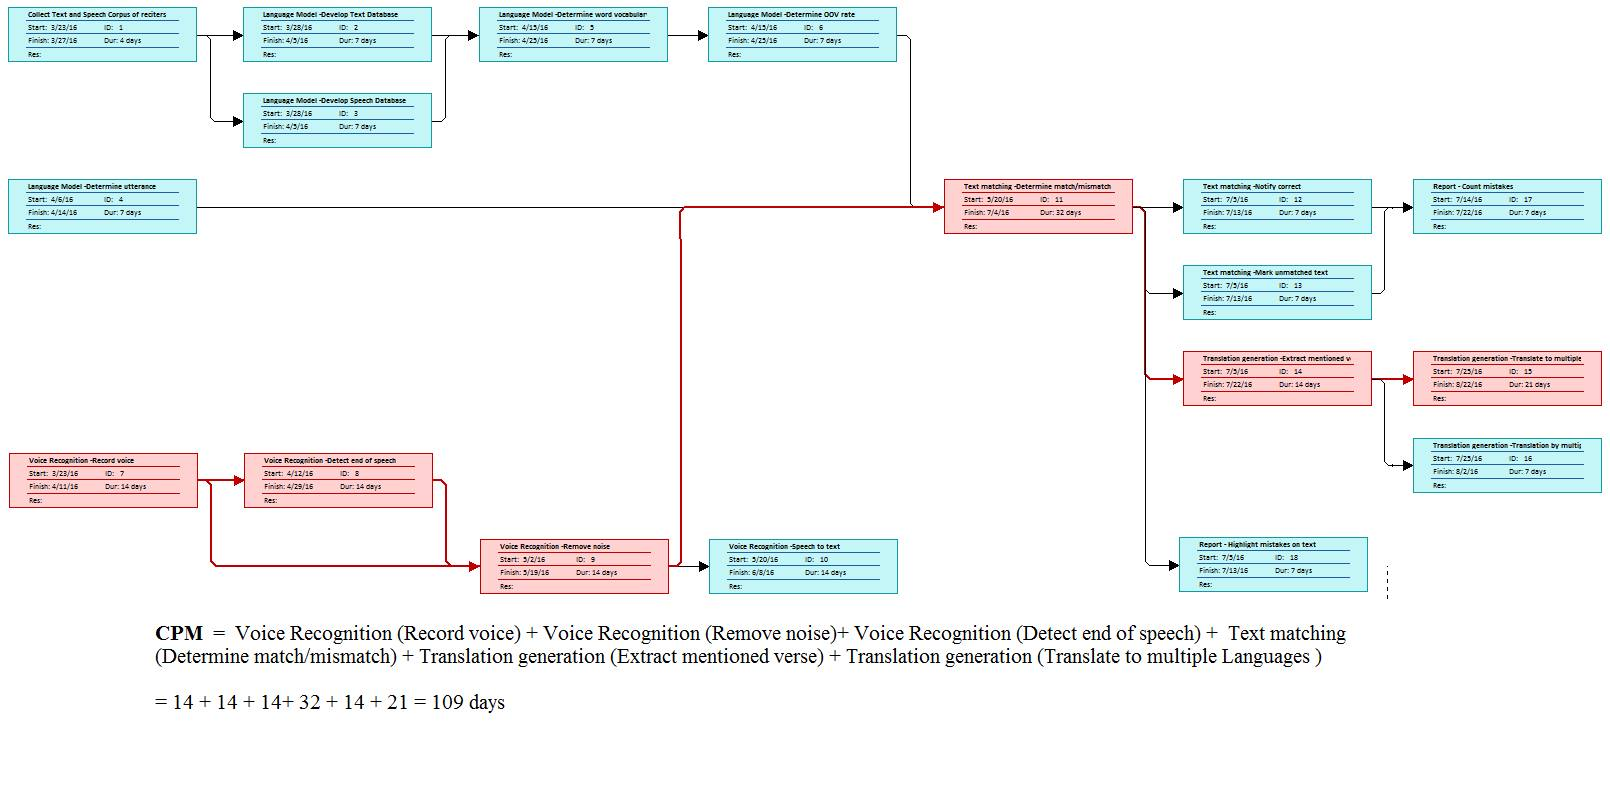 Collect Text and Speech Corpus of reciters
Start: 3/23/16 ID: 1
Finish: 3/27/16 Dur: 4 days
Res:
Language Model -Develop Text Database
Start: 3/28/16 ID: 2
Finish: 4/5/16 Dur: 7 days
Res:
Language Model -Determine word vocabular
Start: 4/15/16 ID: 5
Finish: 4/25/16 Dur: 7 days
Res:
Language Model -Determine OOV rate
Start: 4/15/16 ID: 6
Finish: 4/25/16 Dur: 7 days
Res:
Language Model -Develop Speech Database
Start: 3/28/16 ID: 3
Finish: 4/5/16 Dur: 7 days
Res:
Language Model -Determine utterance
Start: 4/6/16 ID: 4
Finish: 4/14/16 Dur: 7 days
Res:
Text matching -Determine match/mismatch
Start: 5/20/16 ID: 11
Finish: 7/4/16 Dur: 32 days
Res:
Text matching -Notify correct
Start: 7/5/16 ID: 12
Finish: 7/13/16 Dur: 7 days
Res:
Report - Count mistakes
Start: 7/14/16 ID: 17
Finish: 7/22/16 Dur: 7 days
Res:
Text matching -Mark unmatched text
Start: 7/5/16 ID: 13
Finish: 7/13/16 Dur: 7 days
Res:
Translation generation -Extract mentioned v
Start: 7/5/16 ID: 14
Finish: 7/22/16 Dur: 14 days
Res:
Translation generation -Translate to multiple
Start: 7/25/16 ID: 15
Finish: 8/22/16 Dur: 21 days
Res:
Translation generation -Translation by multip
Start: 7/25/16 ID: 16
Finish: 8/2/16 Dur: 7 days
Res:
Voice Recognition -Record voice
Start: 3/23/16 ID: 7
Finish: 4/11/16 Dur: 14 days
Res:
Voice Recognition -Detect end of speech
Start: 4/12/16 ID: 8
Finish: 4/29/16 Dur: 14 days
Res:
Voice Recognition -Remove noise
Start: 5/2/16 ID: 9
Finish: 5/19/16 Dur: 14 days
Res:
Voice Recognition -Speech to text
Start: 5/20/16 ID: 10
Finish: 6/8/16 Dur: 14 days
Res:
Report - Highlight mistakes on text
Start: 7/5/16 ID: 18
Finish: 7/13/16 Dur: 7 days
Res:
CPM = Voice Recognition (Record voice) + Voice Recognition (Remove noise)+ Voice Recognition (Detect end of speech) + Text matching
(Determine match/mismatch) + Translation generation (Extract mentioned verse) + Translation generation (Translate to multiple Languages )
= 14 + 14 + 14+ 32 + 14 + 21 = 109 days